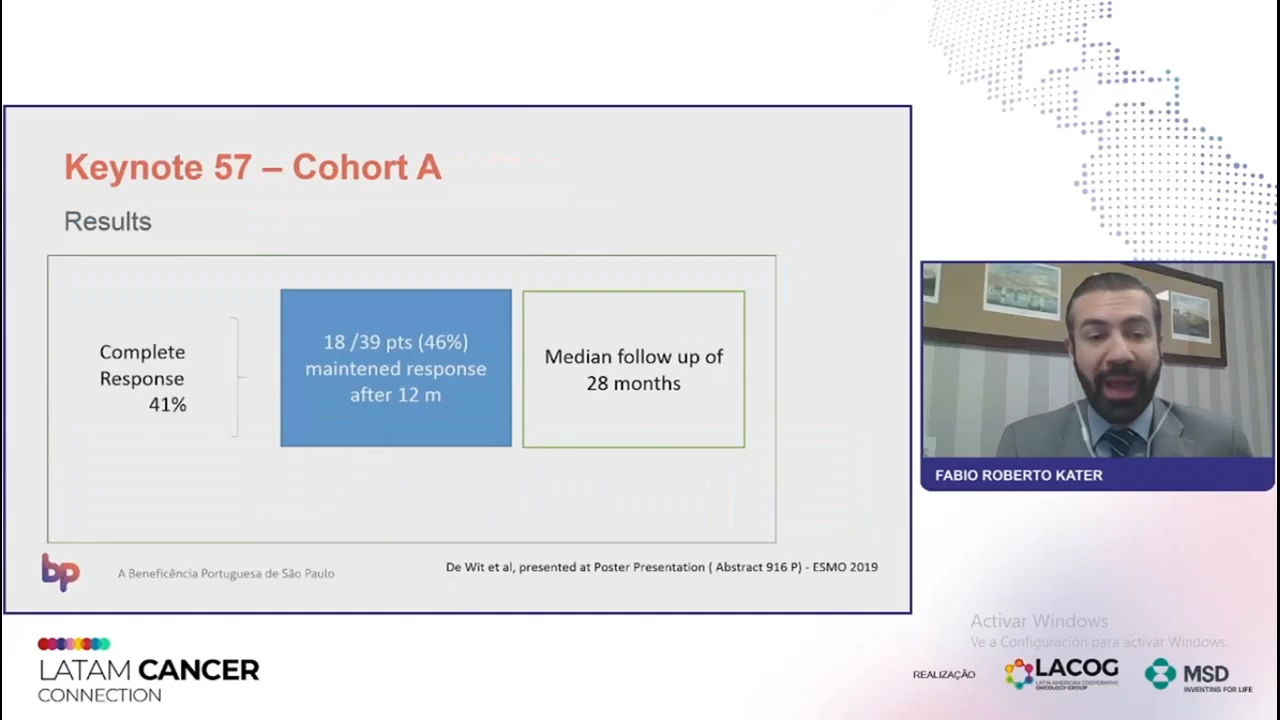 Keynote 57 – Cohort A
Results
Complete
Response
41%
18 /39 pts (46%)
maintened response
after 12 m
Median follow up of
28 months
bp
A Beneficência Portuguesa de São Paulo
De Wit et al, presented at Poster Presentation ( Abstract 916 P) - ESMO 2019
FABIO ROBERTO KATER
Activar Windows
Ve a Configuración para activar Windows.
LATAM CANCER
CONNECTION
REALIZAÇÃO
LACOG
LATIN AMERICAN COOPERATIVE
ONCOLOGY GROUP
MSD
INVENTING FOR LIFE